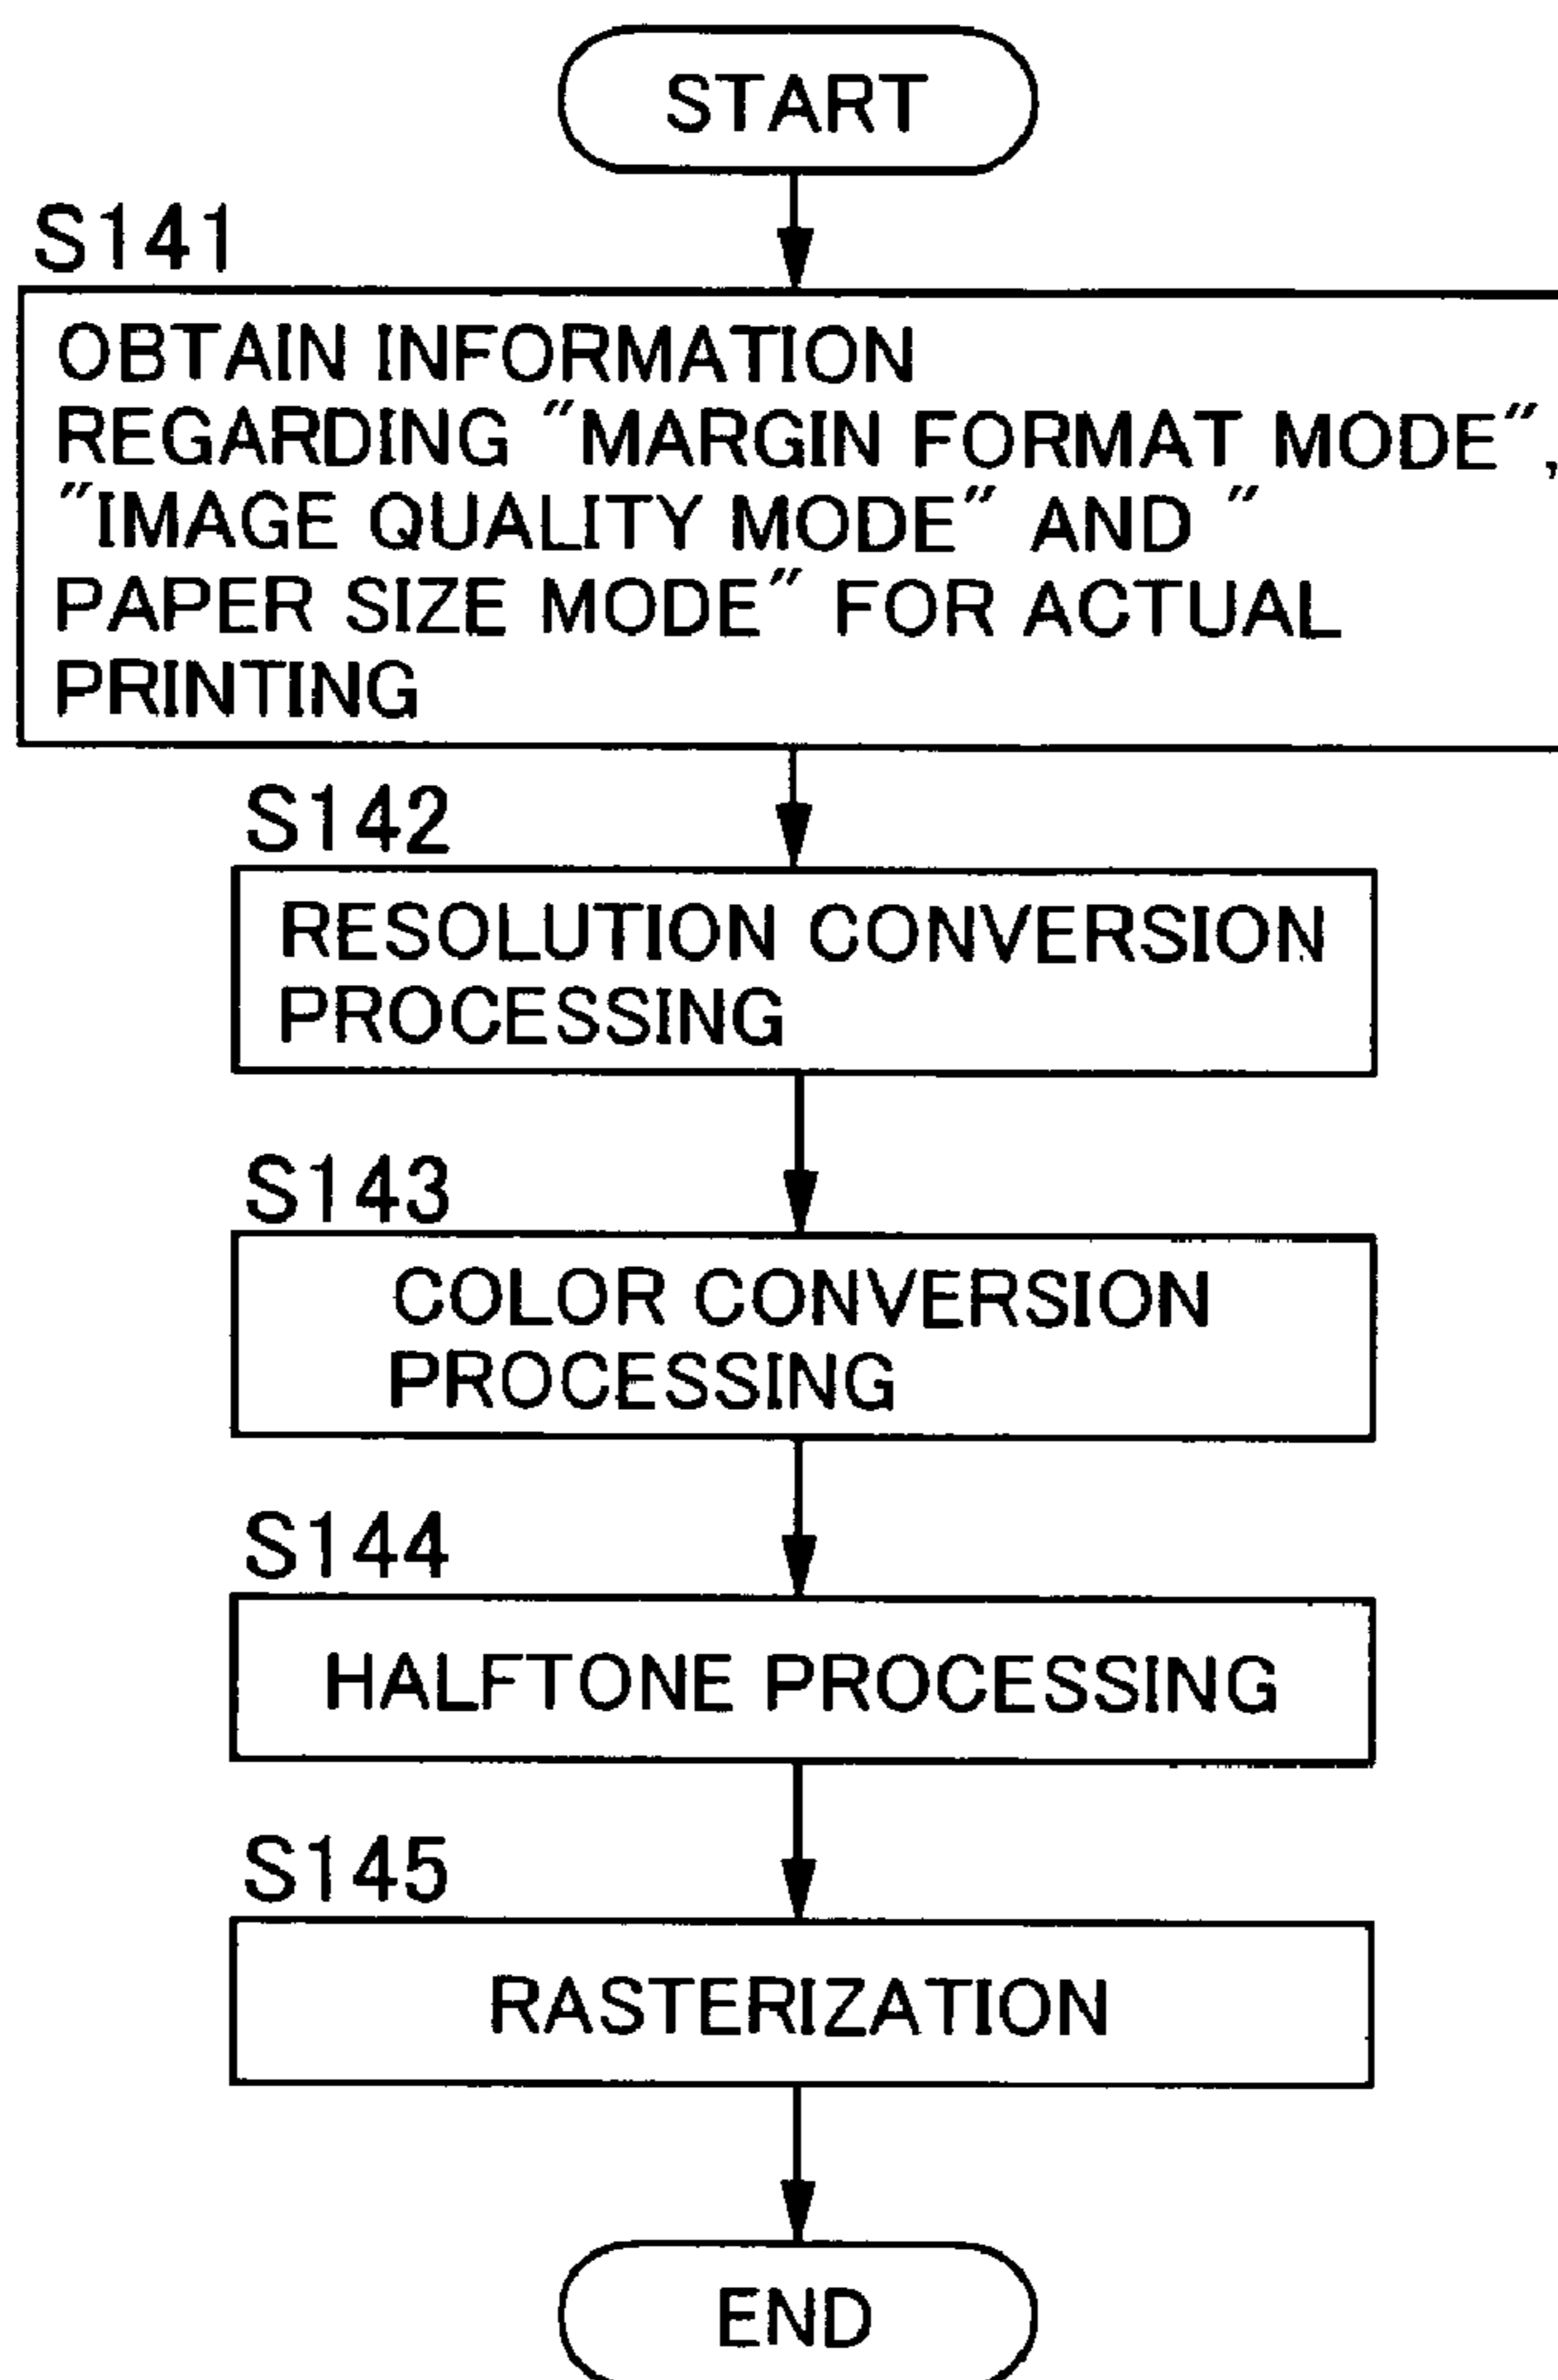 START
S141
OBTAIN INFORMATION
REGARDING "MARGIN FORMAT MODE",
"IMAGE QUALITY MODE" AND "
PAPER SIZE MODE" FOR ACTUAL
PRINTING
S142
RESOLUTION CONVERSION
PROCESSING
S143
COLOR CONVERSION
PROCESSING
S144
HALFTONE PROCESSING
S145
RASTERIZATION
END